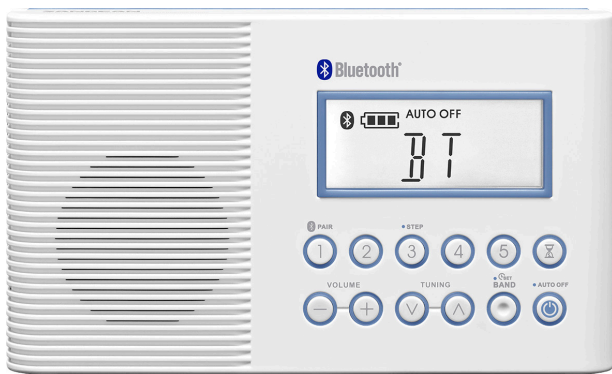 Bluetooth®
AUTO OFF
BT
PAIR
STEP
1 2 3 4 5
VOLUME
TUNING
SET
BAND
AUTO OFF